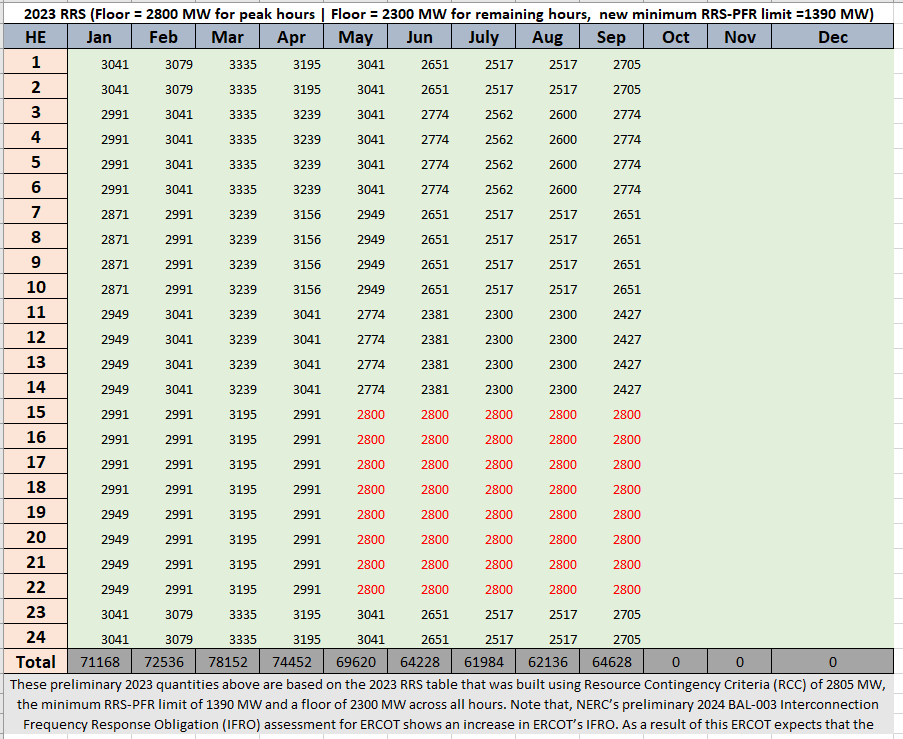 2023 RRS (Floor = 2800 MW for peak hours | Floor = 2300 MW for remaining hours, new minimum RRS-PFR limit =1390 MW)
HE Jan Feb Mar Apr May Jun July Aug Sep Oct Nov Dec
1 3041 3079 3335 3195 3041 2651 2517 2517 2705
2 3041 3079 3335 3195 3041 2651 2517 2517 2705
3 2991 3041 3335 3239 3041 2774 2562 2600 2774
4 2991 3041 3335 3239 3041 2774 2562 2600 2774
5 2991 3041 3335 3239 3041 2774 2562 2600 2774
6 2991 3041 3335 3239 3041 2774 2562 2600 2774
7 2871 2991 3239 3156 2949 2651 2517 2517 2651
8 2871 2991 3239 3156 2949 2651 2517 2517 2651
9 2871 2991 3239 3156 2949 2651 2517 2517 2651
10 2871 2991 3239 3156 2949 2651 2517 2517 2651
11 2949 3041 3239 3041 2774 2381 2300 2300 2427
12 2949 3041 3239 3041 2774 2381 2300 2300 2427
13 2949 3041 3239 3041 2774 2381 2300 2300 2427
14 2949 3041 3239 3041 2774 2381 2300 2300 2427
15 2991 2991 3195 2991 2800 2800 2800 2800 2800
16 2991 2991 3195 2991 2800 2800 2800 2800 2800
17 2991 2991 3195 2991 2800 2800 2800 2800 2800
18 2991 2991 3195 2991 2800 2800 2800 2800 2800
19 2949 2991 3195 2991 2800 2800 2800 2800 2800
20 2949 2991 3195 2991 2800 2800 2800 2800 2800
21 2949 2991 3195 2991 2800 2800 2800 2800 2800
22 2949 2991 3195 2991 2800 2800 2800 2800 2800
23 3041 3079 3335 3195 3041 2651 2517 2517 2705
24 3041 3079 3335 3195 3041 2651 2517 2517 2705
Total 71168 72536 78152 74452 69620 64228 61984 62136 64628 0 0 0
These preliminary 2023 quantities above are based on the 2023 RRS table that was built using Resource Contingency Criteria (RCC) of 2805 MW,
the minimum RRS-PFR limit of 1390 MW and a floor of 2300 MW across all hours. Note that, NERC's preliminary 2024 BAL-003 Interconnection
Frequency Response Obligation (IFRO) assessment for ERCOT shows an increase in ERCOT's IFRO. As a result of this ERCOT expects that the